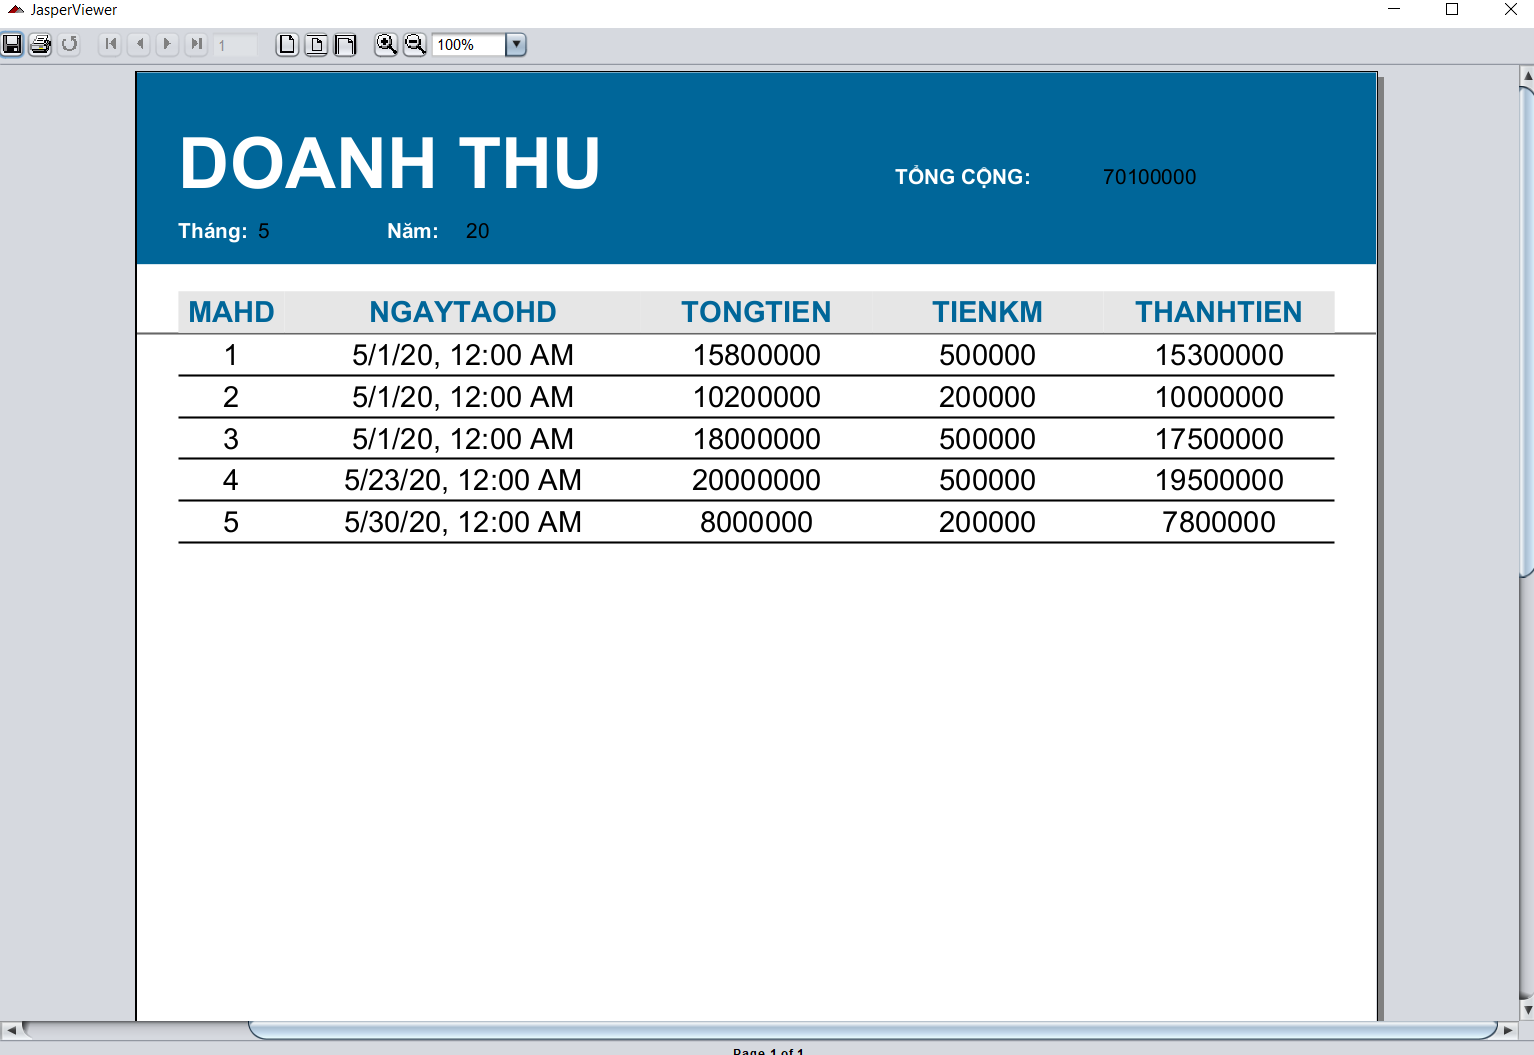 JasperViewer
1
100%
DOANH THU
TỔNG CỘNG: 70100000
Tháng: 5 Năm: 20
MAHD NGAYTAOHD TONGTIEN TIENKM THANHTIEN
1 5/1/20, 12:00 AM 15800000 500000 15300000
2 5/1/20, 12:00 AM 10200000 200000 10000000
3 5/1/20, 12:00 AM 18000000 500000 17500000
4 5/23/20, 12:00 AM 20000000 500000 19500000
5 5/30/20, 12:00 AM 8000000 200000 7800000
Page 1 of 1